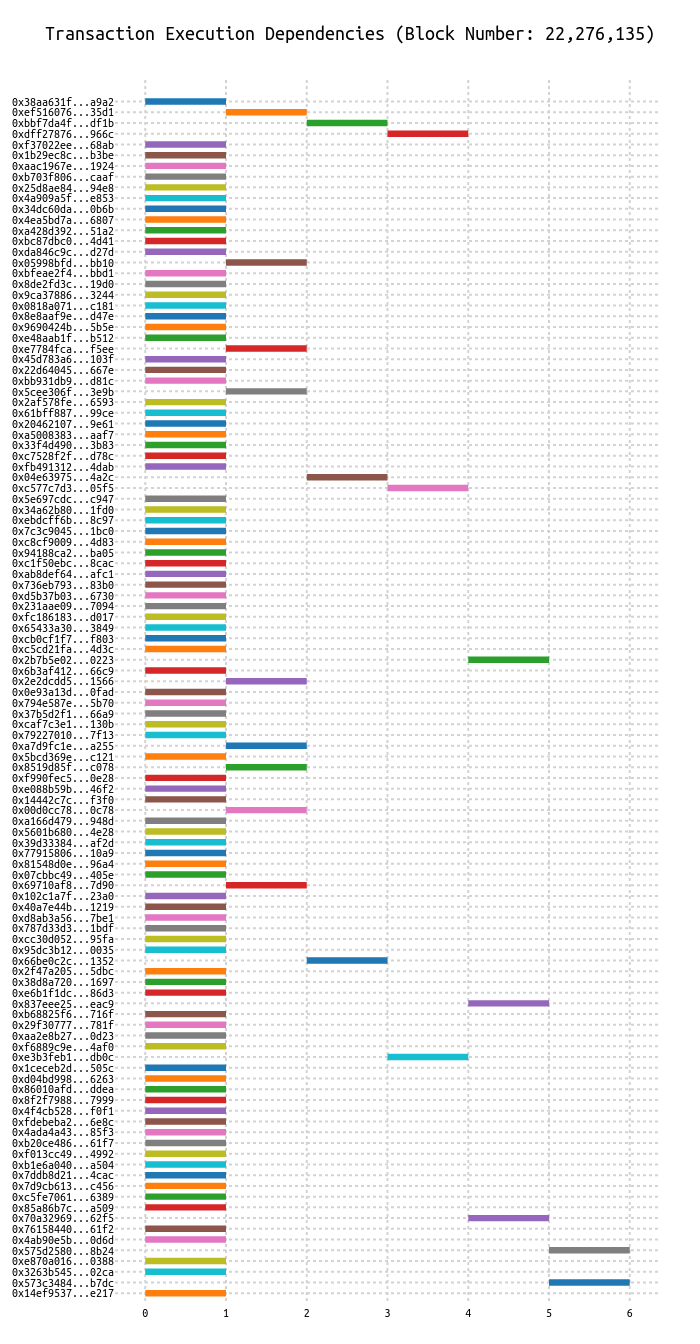 Transaction Execution Dependencies (Block Number: 22,276,135)
0x38aa631f...a9a2
0xef516076...35d1
0xbbf7da4f...df1b
0xdff27876...966c
0xf37022ee...68ab
0x1b29ec8c...b3be
0xaac1967e...1924
0xb703f806...caaf
0x25d8ae84...94e8
0x4a909a5f...e853
0x34dc60da...0b6b
0x4ea5bd7a...6807
0xa428d392...51a2
0xbc87dbc0...4d41
0xda846c9c...d27d
0x05998bfd...bb10
0xbfeae2f4...bbd1
0x8de2fd3c...19d0
0x9ca37886...3244
0x0818a071...c181
0x8e8aaf9e...d47e
0x9690424b...5b5e
0xe48aab1f...b512
0xe7784fca...f5ee
0x45d783a6...103f
0x22d64045...667e
0xbb931db9...d81c
0x5cee306f...3e9b
0x2af578fe...6593
0x61bff887...99ce
0x20462107...9e61
0xa5008383...aaf7
0x33f4d490...3b83
0xc7528f2f...d78c
0xfb491312...4dab
0x04e63975...4a2c
0xc577c7d3...05f5
0x5e697cdc...c947
0x34a62b80...1fd0
0xebdcff6b...8c97
0x7c3c9045...1bc0
0xc8cf9009...4d83
0x94188ca2...ba05
0xc1f50ebc...8cac
0xab8def64...afc1
0x736eb793...83b0
0xd5b37b03...6730
0x231aae09...7094
0xfc186183...d017
0x65433a30...3849
0xcb0cf1f7...f803
0xc5cd21fa...4d3c
0x2b7b5e02...0223
0x6b3af412...66c9
0x2e2dcdd5...1566
0x0e93a13d...0fad
0x794e587e...5b70
0x37b5d2f1...66a9
0xcaf7c3e1...130b
0x79227010...7f13
0xa7d9fc1e...a255
0x5bcd369e...c121
0x8519d85f...c078
0xf990fec5...0e28
0xe088b59b...46f2
0x14442c7c...f3f0
0x00d0cc78...0c78
0xa166d479...948d
0x5601b680...4e28
0x39d33384...af2d
0x77915806...10a9
0x81548d0e...96a4
0x07cbbc49...405e
0x69710af8...7d90
0x102c1a7f...23a0
0x40a7e44b...1219
0xd8ab3a56...7be1
0x787d33d3...1bdf
0xcc30d052...95fa
0x95dc3b12...0035
0x66be0c2c...1352
0x2f47a205...5dbc
0x38d8a720...1697
0xe6b1f1dc...86d3
0x837eee25...eac9
0xb68825f6...716f
0x29f30777...781f
0xaa2e8b27...0d23
0xf6889c9e...4af0
0xe3b3feb1...db0c
0x1ceceb2d...505c
0xd04bd998...6263
0x86010afd...ddea
0x8f2f7988...7999
0x4f4cb528...f0f1
0xfdebeba2...6e8c
0x4ada4a43...85f3
0xb20ce486...61f7
0xf013cc49...4992
0xb1e6a040...a504
0x7ddb8d21...4cac
0x7d9cb613...c456
0xc5fe7061...6389
0x85a86b7c...a509
0x70a32969...62f5
0x76158440...61f2
0x4ab90e5b...0d6d
0x575d2580...8b24
0xe870a016...0388
0x3263b545...02ca
0x573c3484...b7dc
0x14ef9537...e217
0 1 2 3 4 5 6